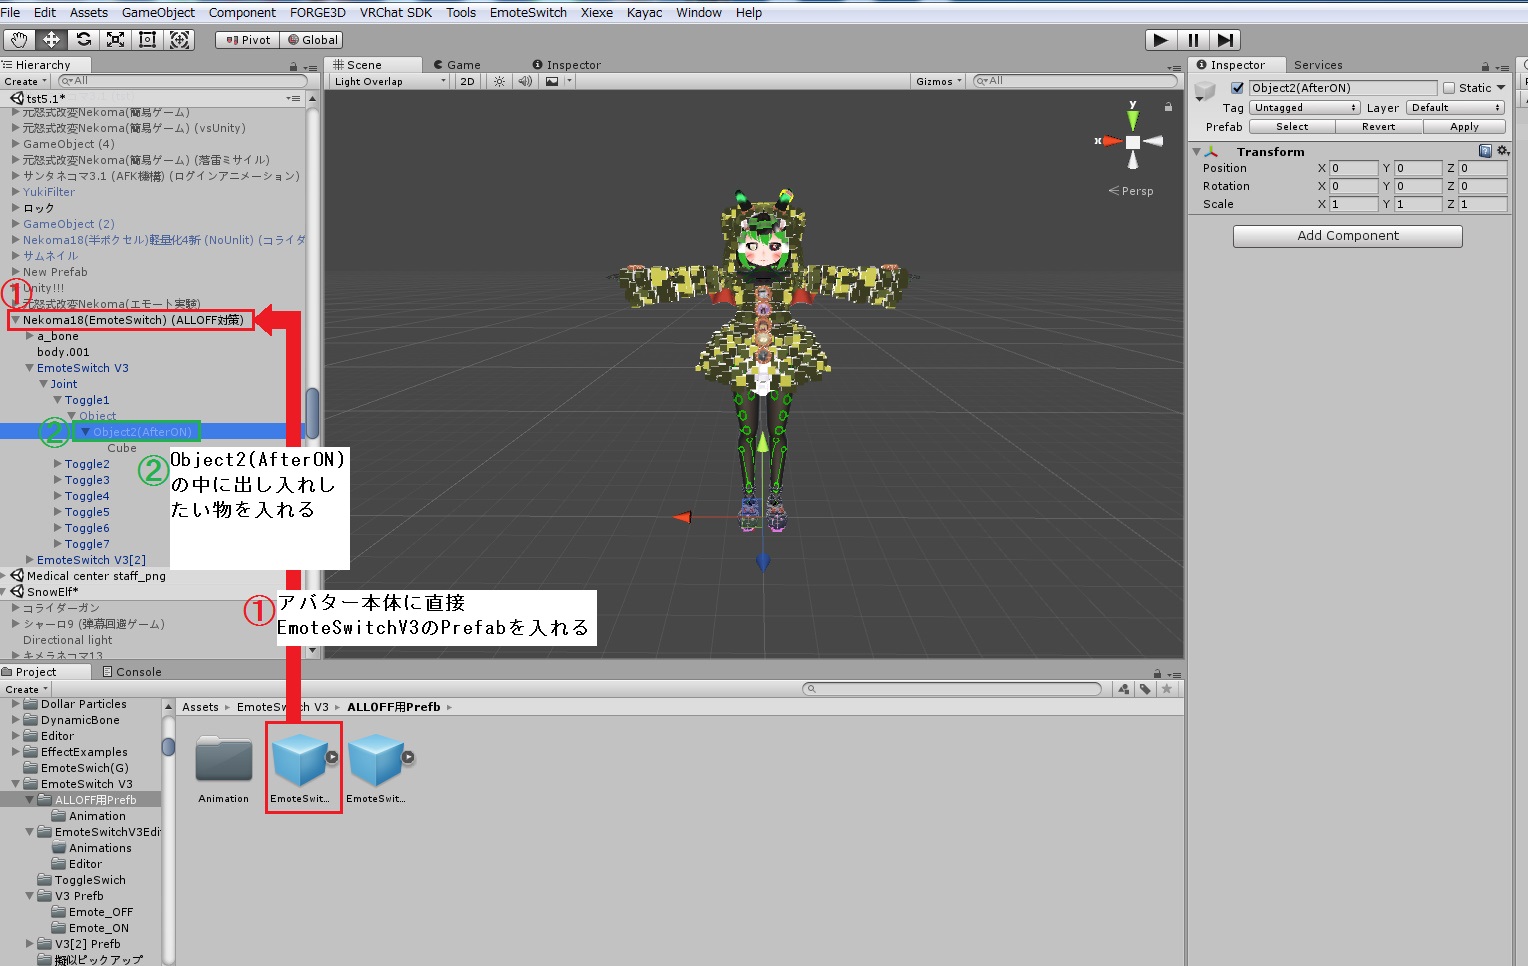 File Edit Assets GameObject Component FORGE3D VRChat SDK Tools EmoteSwitch Xiexe Kayac Window Help
Pivot Global
Hierarchy
Create All
tst5.1*
元怒式改変Nekoma(簡易ゲーム)
元怒式改変Nekoma(簡易ゲーム) (vsUnity)
GameObject (4)
元怒式改変Nekoma(簡易ゲーム) (落雷ミサイル)
サンタネコマ3.1 (AFK機構) (ログインアニメーション)
YukiFilter
ロック
GameObject (2)
Nekoma18(半ボクセル)軽量化4新 (NoUnlit) (コライダ
サムネイル
New Prefab
① Unity!!!
元怒式改変Nekoma(エモート実験)
Nekoma18(EmoteSwitch) (ALLOFF対策)
a_bone
body.001
EmoteSwitch V3
Joint
Toggle1
Object
② Object2(AfterON)
Cube
Toggle2
Toggle3
Toggle4
Toggle5
Toggle6
Toggle7
EmoteSwitch V3[2]
Medical center staff_png
SnowElf*
コライダーガン
シャーロ9 (弾幕回避ゲーム)
Directional light
キメラネコマ13
② Object2(AfterON)
の中に出し入れし
たい物を入れる
① アバター本体に直接
EmoteSwitchV3のPrefabを入れる
Scene Game Inspector
Light Overlap 2D Gizmos All
y
x
Persp
Inspector Services
Object2(AfterON) Static
Tag Untagged Layer Default
Prefab Select Revert Apply
Transform
Position X 0 Y 0 Z 0
Rotation X 0 Y 0 Z 0
Scale X 1 Y 1 Z 1
Add Component
Project Console
Create
Dollar Particles
DynamicBone
Editor
EffectExamples
EmoteSwich(G)
EmoteSwitch V3
ALLOFF用Prefb
Animation
EmoteSwitchV3Edi
Animations
Editor
ToggleSwich
V3 Prefb
Emote_OFF
Emote_ON
V3[2] Prefb
擬似ピックアップ
Assets EmoteSwitch V3 ALLOFF用Prefb
Animation EmoteSwit... EmoteSwit...